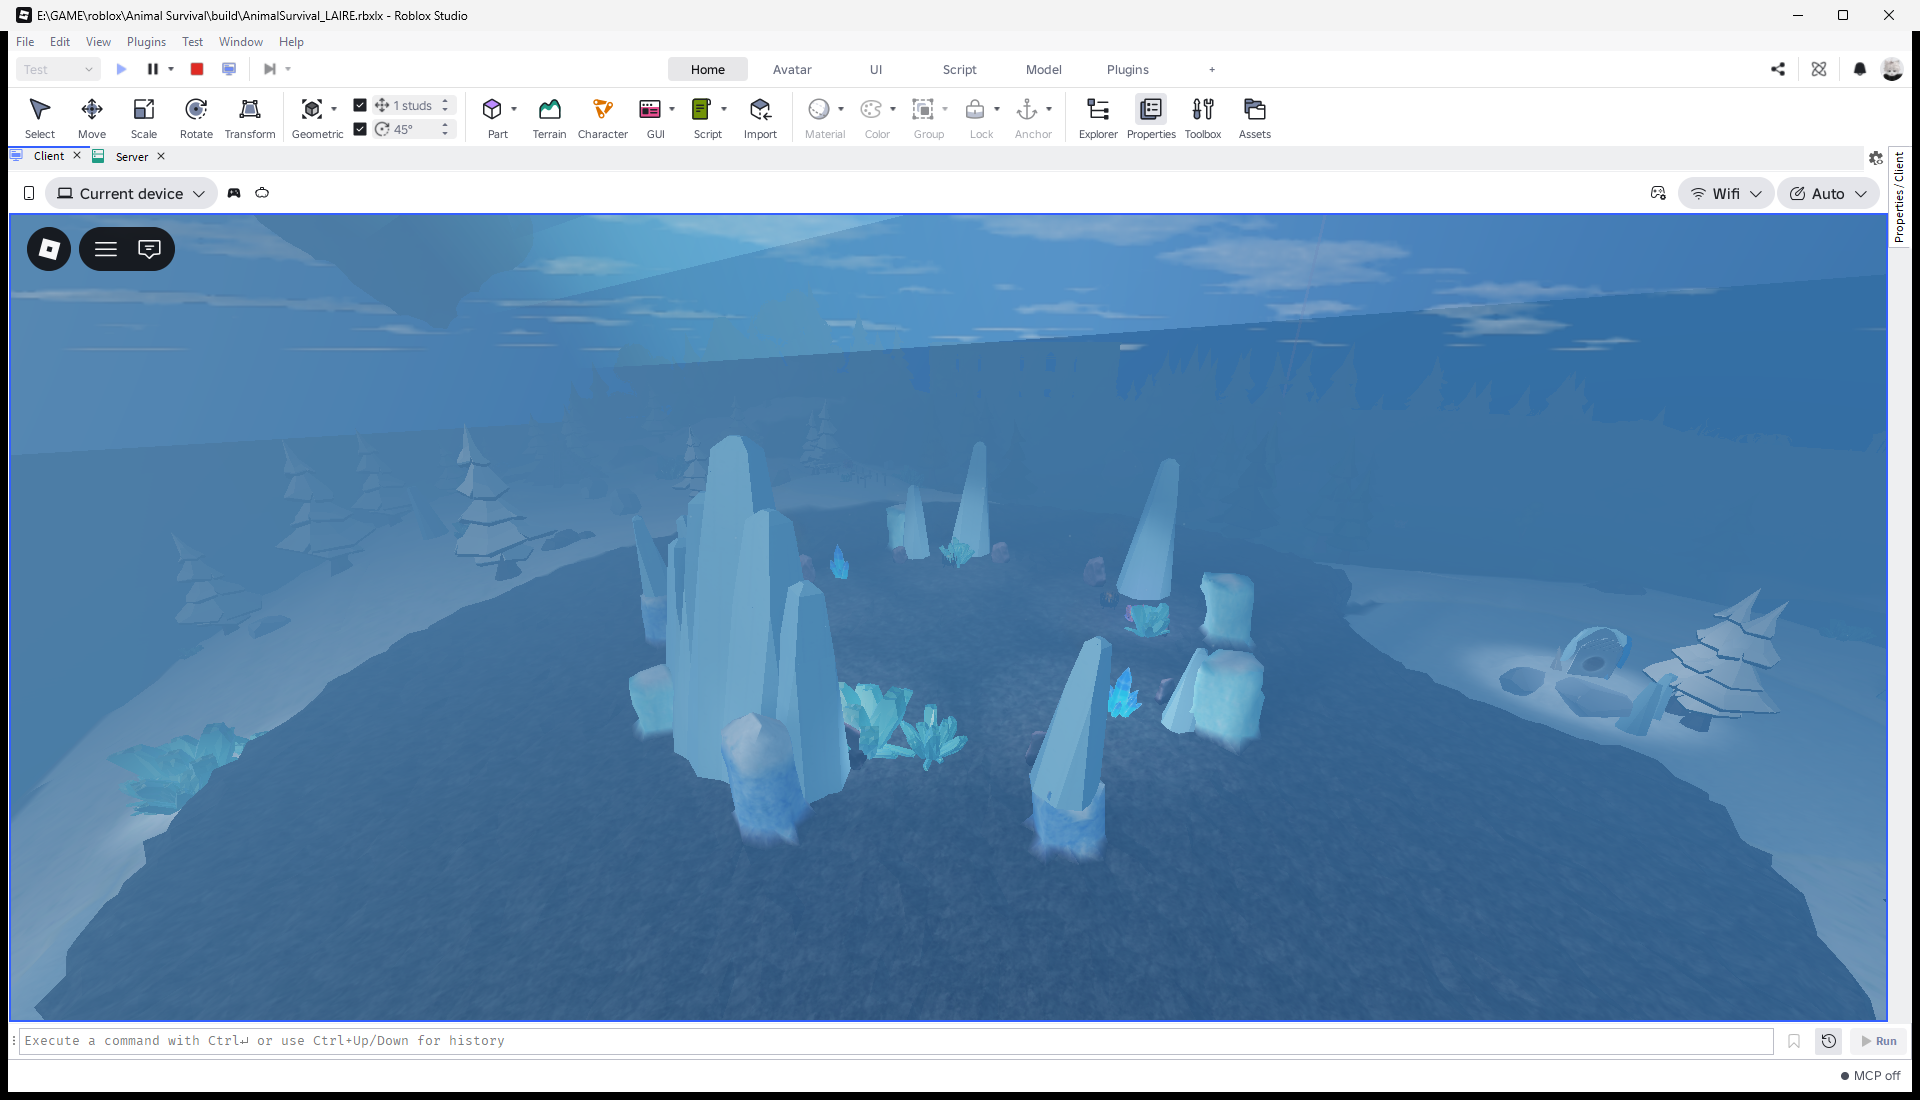 E:\GAME\roblox\Animal Survival\build\AnimalSurvival_LAIRE.rbxlx - Roblox Studio
File Edit View Plugins Test Window Help
Test
Home Avatar UI Script Model Plugins +
1 studs
45°
Select Move Scale Rotate Transform Geometric Part Terrain Character GUI Script Import Material Color Group Lock Anchor Explorer Properties Toolbox Assets
Client Server
Properties / Client
Current device
Wifi Auto
Execute a command with Ctrl↵ or use Ctrl+Up/Down for history
Run
MCP off